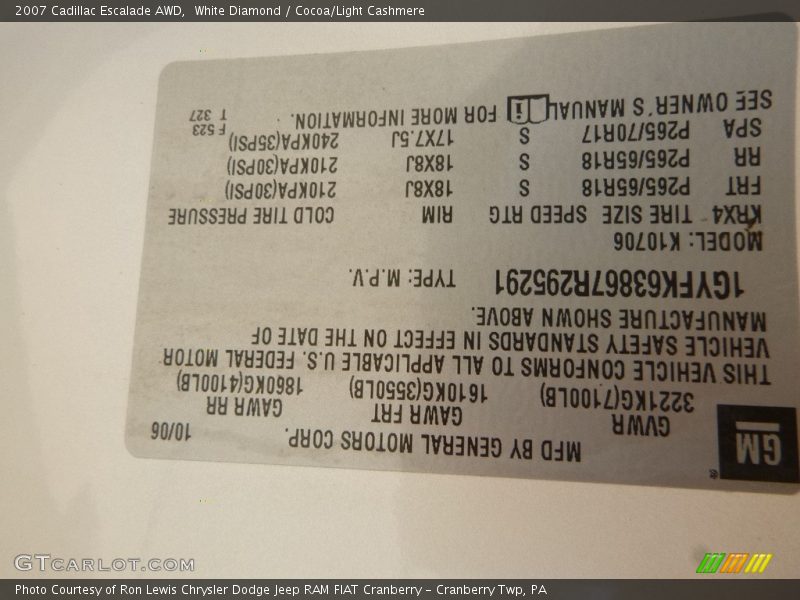 2007 Cadillac Escalade AWD, White Diamond / Cocoa/Light Cashmere
GM®
MFD BY GENERAL MOTORS CORP. 10/06
GVWR GAWR FRT GAWR RR
3221KG(7100LB) 1610KG(3550LB) 1860KG(4100LB)
THIS VEHICLE CONFORMS TO ALL APPLICABLE U.S. FEDERAL MOTOR
VEHICLE SAFETY STANDARDS IN EFFECT ON THE DATE OF
MANUFACTURE SHOWN ABOVE.
1GYFK63867R295291 TYPE: M.P.V.
MODEL: K10706
KRX4 TIRE SIZE SPEED RTG RIM COLD TIRE PRESSURE
FRT P265/65R18 S 18X8J 210KPA(30PSI)
RR P265/65R18 S 18X8J 210KPA(30PSI)
SPA P265/70R17 S 17X7.5J 240KPA(35PSI) F 523
SEE OWNER'S MANUAL FOR MORE INFORMATION. T 327
GTCARLOT.COM
Photo Courtesy of Ron Lewis Chrysler Dodge Jeep RAM FIAT Cranberry – Cranberry Twp, PA